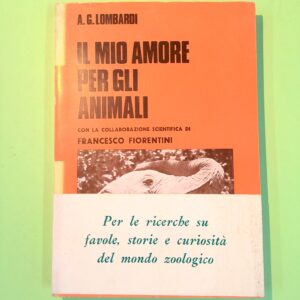 A. G. LOMBARDI
IL MIO AMORE
PER GLI
ANIMALI
CON LA COLLABORAZIONE SCIENTIFICA DI
FRANCESCO FIORENTINI
Per le ricerche su
favole, storie e curiosità
del mondo zoologico